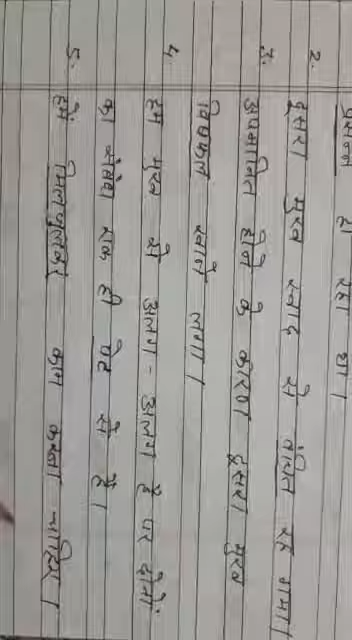 प्रसन्न हो रहा था।
2. दूसरा मुख स्वाद से वंचित रह गया।
3. अपमानित होने के कारण दूसरा मुख
विषफल खाने लगा।
4. हम मुख से अलग-अलग है पर दोनों
का संबंध एक ही पेट से है।
5. हमें मिलजुलकर काम करना चाहिए।